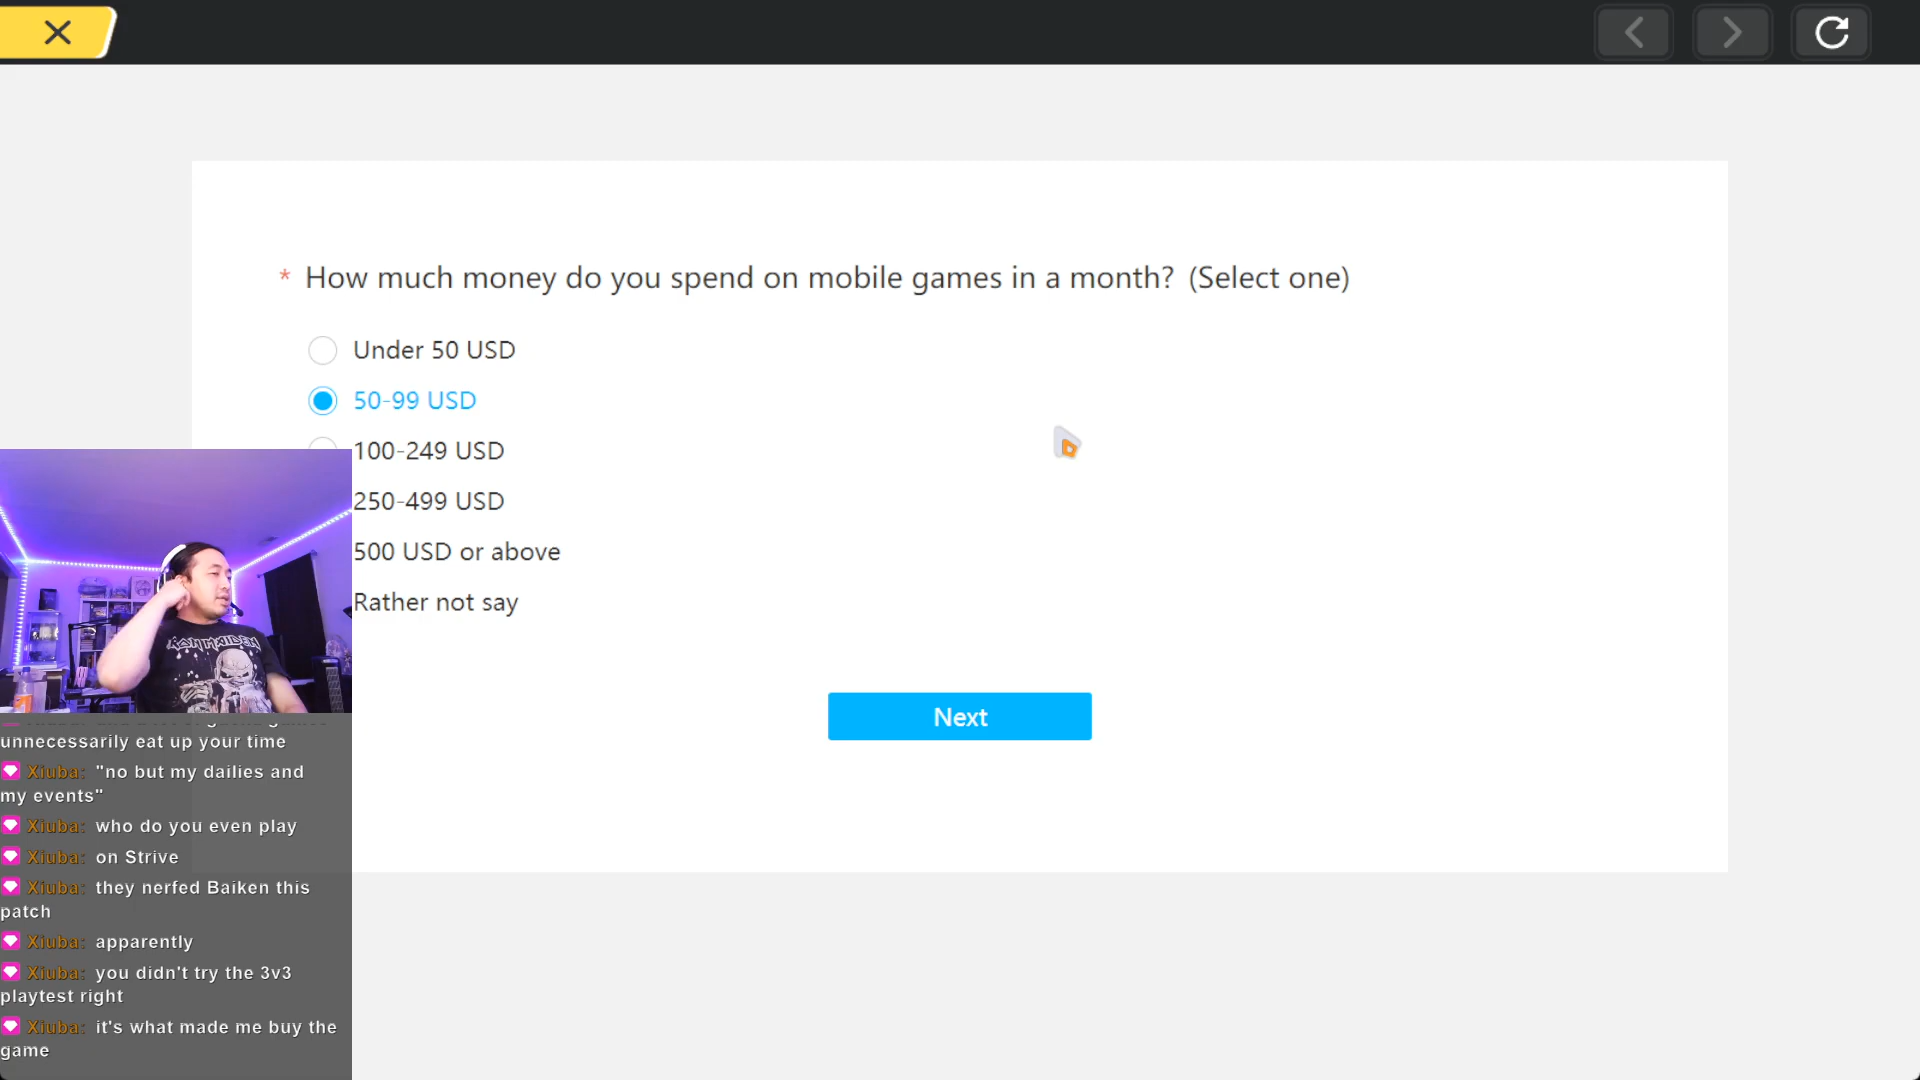 * How much money do you spend on mobile games in a month? (Select one)
Under 50 USD
50-99 USD
100-249 USD
250-499 USD
500 USD or above
Rather not say
Next
IRON MAIDEN
unnecessarily eat up your time
Xiuba: "no but my dailies and
my events"
Xiuba: who do you even play
Xiuba: on Strive
Xiuba: they nerfed Baiken this
patch
Xiuba: apparently
Xiuba: you didn't try the 3v3
playtest right
Xiuba: it's what made me buy the
game